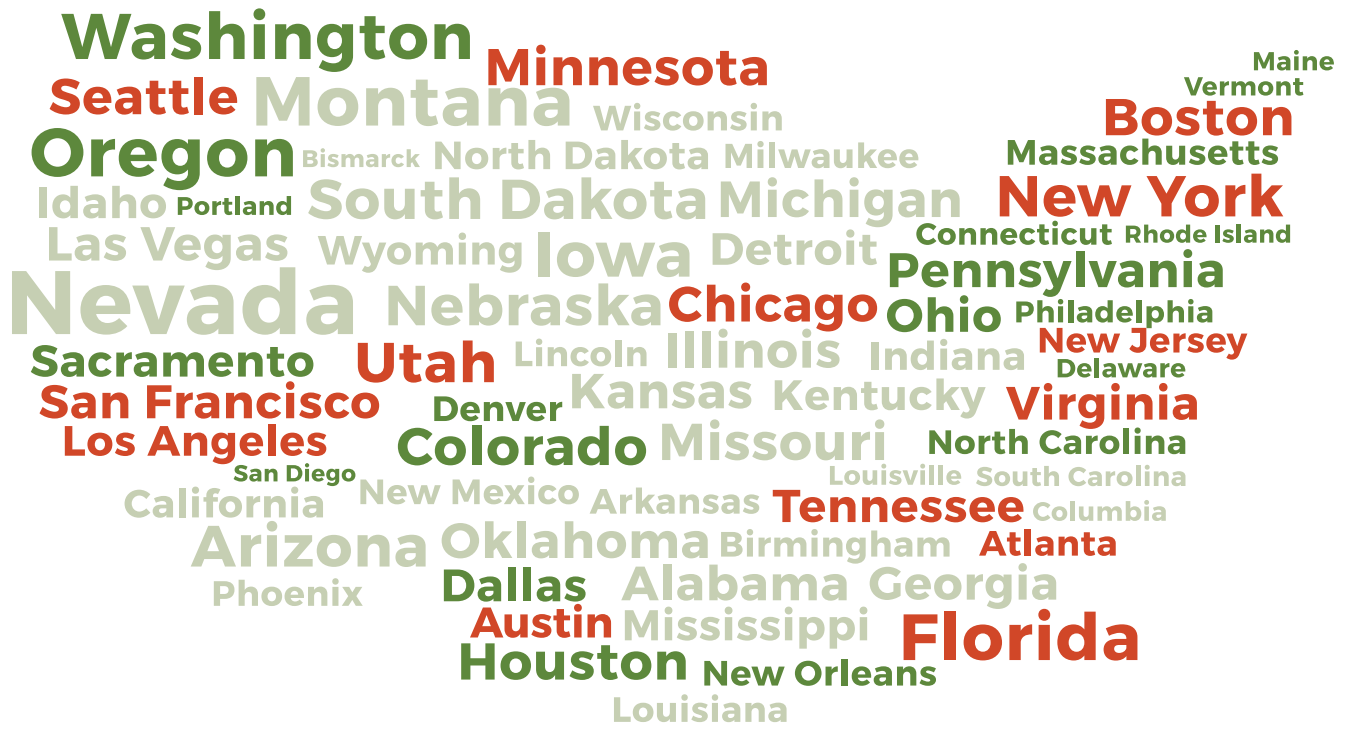 Washington
Minnesota
Maine
Seattle Montana Vermont
Wisconsin Boston
Oregon Bismarck North Dakota Milwaukee Massachusetts
Idaho Portland South Dakota Michigan New York
Las Vegas Wyoming Iowa Detroit Connecticut Rhode Island
Pennsylvania
Nevada Nebraska Chicago Ohio Philadelphia
New Jersey
Sacramento Utah Lincoln Illinois Indiana Delaware
San Francisco Denver Kansas Kentucky Virginia
Los Angeles Colorado Missouri North Carolina
San Diego Louisville South Carolina
California New Mexico Arkansas Tennessee Columbia
Arizona Oklahoma Birmingham Atlanta
Phoenix Dallas Alabama Georgia
Austin Mississippi Florida
Houston New Orleans
Louisiana